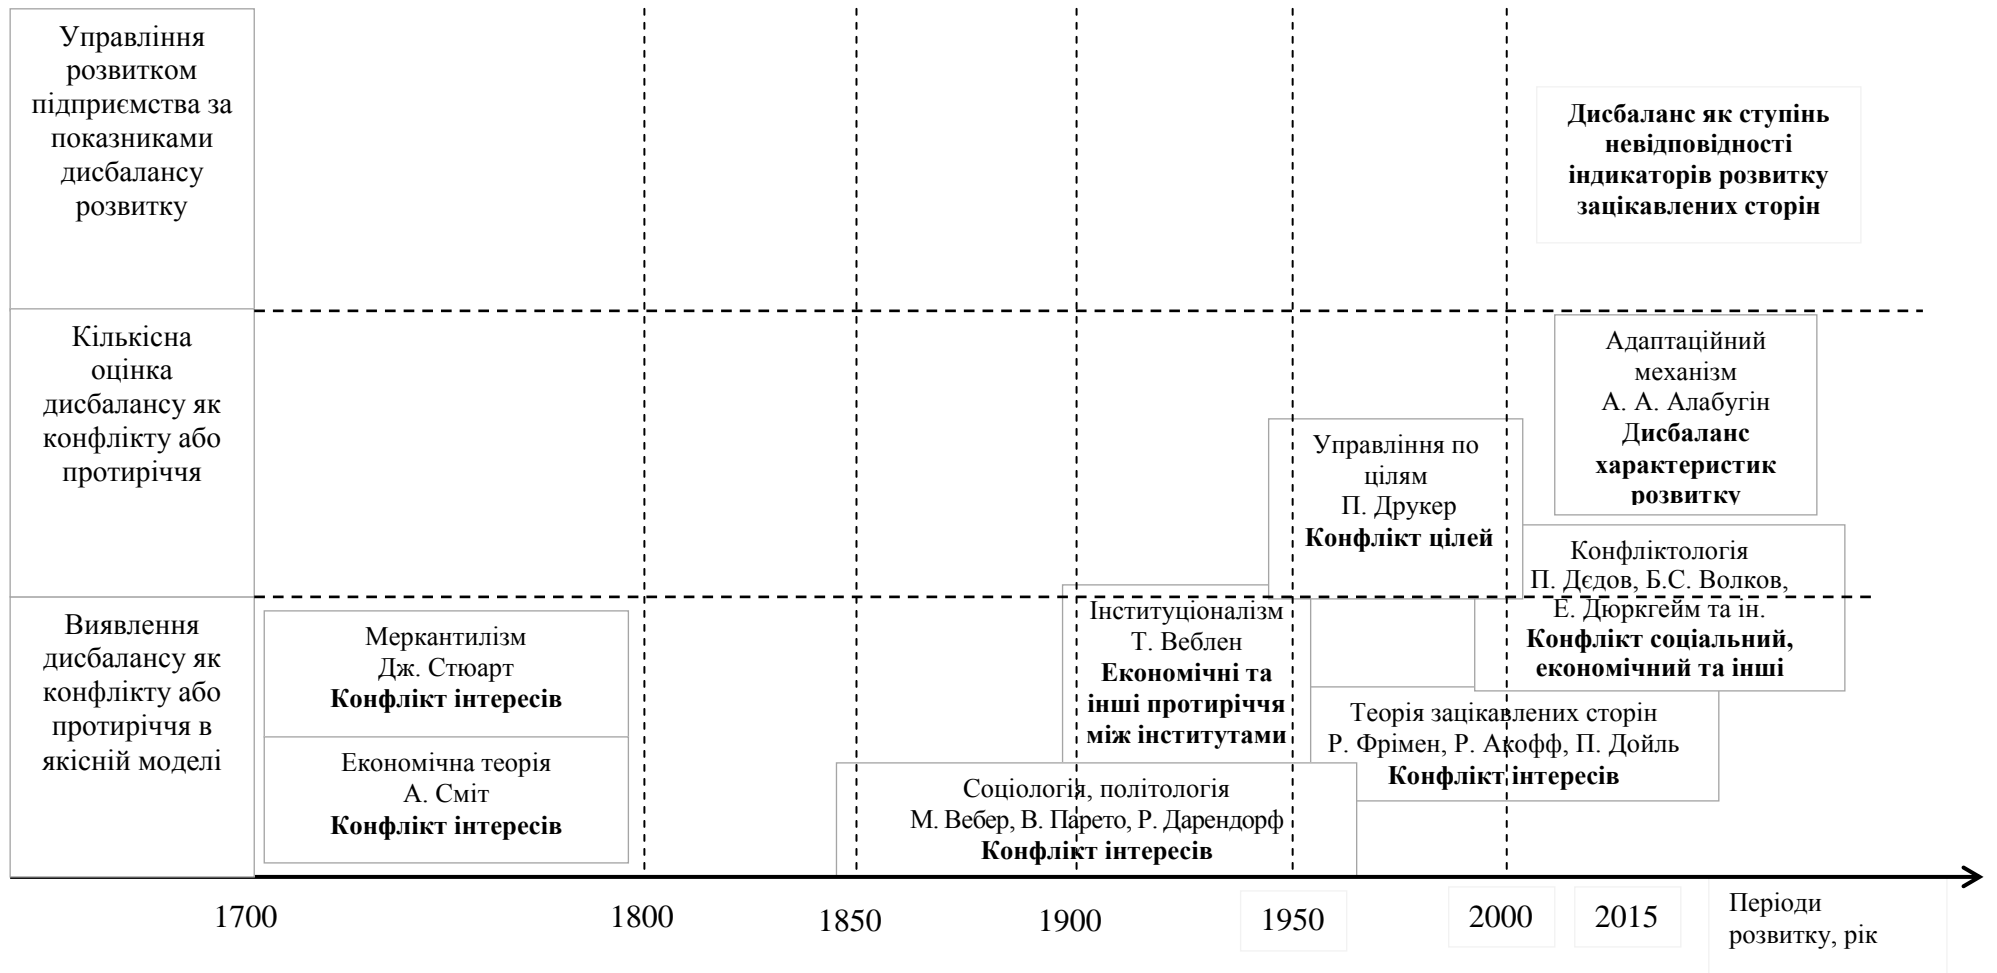 Управління
розвитком
підприємства за
показниками
дисбалансу
розвитку
Дисбаланс як ступінь
невідповідності
індикаторів розвитку
зацікавлених сторін
Кількісна
оцінка
дисбалансу як
конфлікту або
протиріччя
Адаптаційний
механізм
А. А. Алабугін
Дисбаланс
характеристик
розвитку
Управління по
цілям
П. Друкер
Конфлікт цілей
Конфліктологія
П. Дєдов, Б.С. Волков,
Е. Дюркгейм та ін.
Конфлікт соціальний,
економічний та інші
Виявлення
дисбалансу як
конфлікту або
протиріччя в
якісній моделі
Меркантилізм
Дж. Стюарт
Конфлікт інтересів
Економічна теорія
А. Сміт
Конфлікт інтересів
Інституціоналізм
Т. Веблен
Економічні та
інші протиріччя
між інститутами
Теорія зацікавлених сторін
Р. Фрімен, Р. Акофф, П. Дойль
Конфлікт інтересів
Соціологія, політологія
М. Вебер, В. Парето, Р. Дарендорф
Конфлікт інтересів
1700
1800
1850
1900
1950
2000
2015
Періоди
розвитку, рік